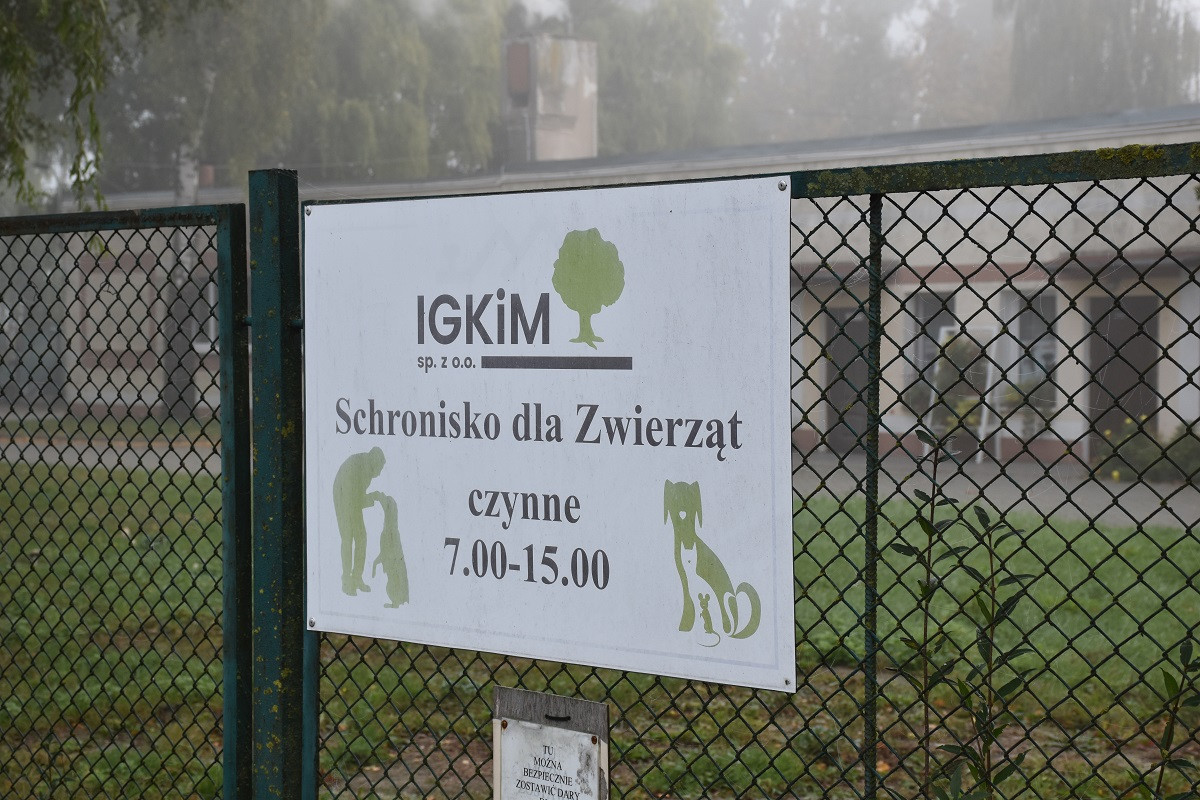 IGKiM
sp. z o.o.
Schronisko dla Zwierząt
czynne
7.00-15.00
TU
MOŻNA
BEZPIECZNIE
ZOSTAWIĆ DARY